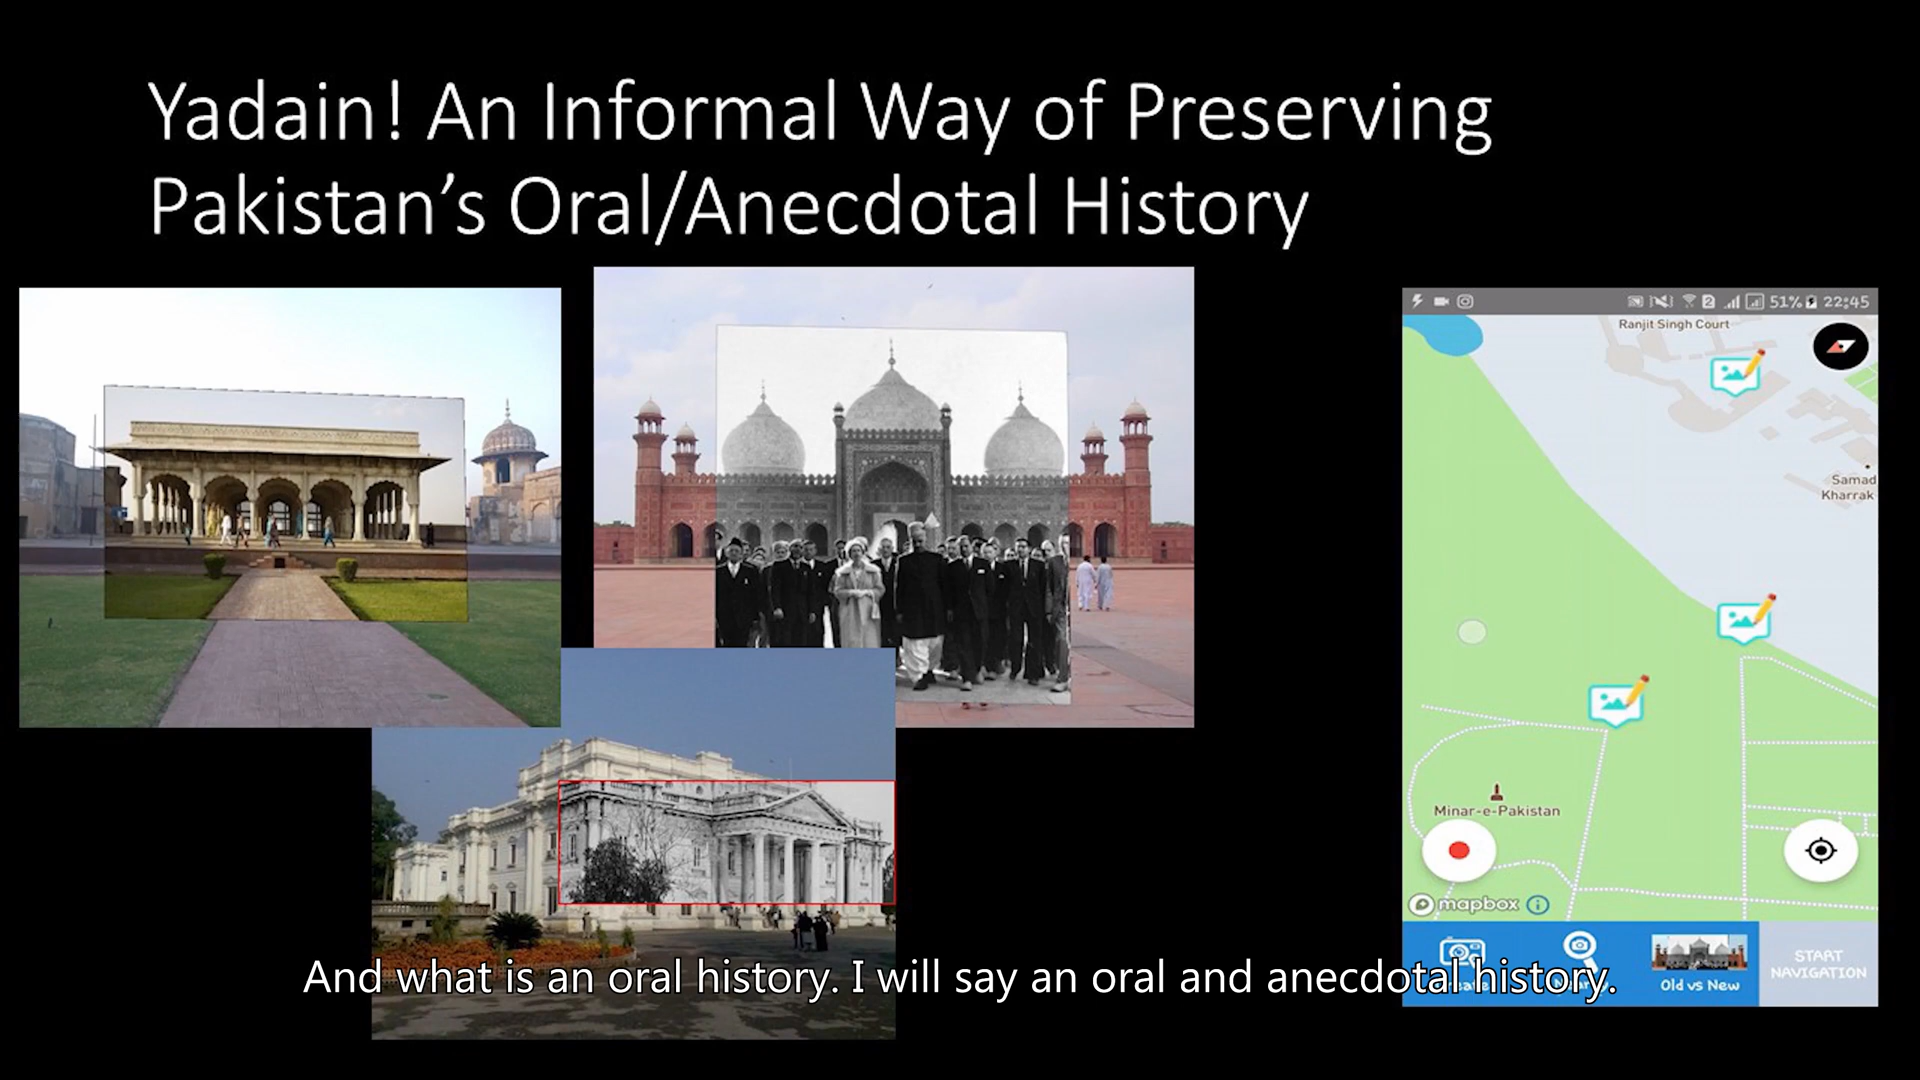 Yadain! An Informal Way of Preserving
Pakistan's Oral/Anecdotal History
51% 22:45
Ranjit Singh Court
Samad
Kharrak
Minar-e-Pakistan
mapbox
Old vs New
START
NAVIGATION
And what is an oral history. I will say an oral and anecdotal history.